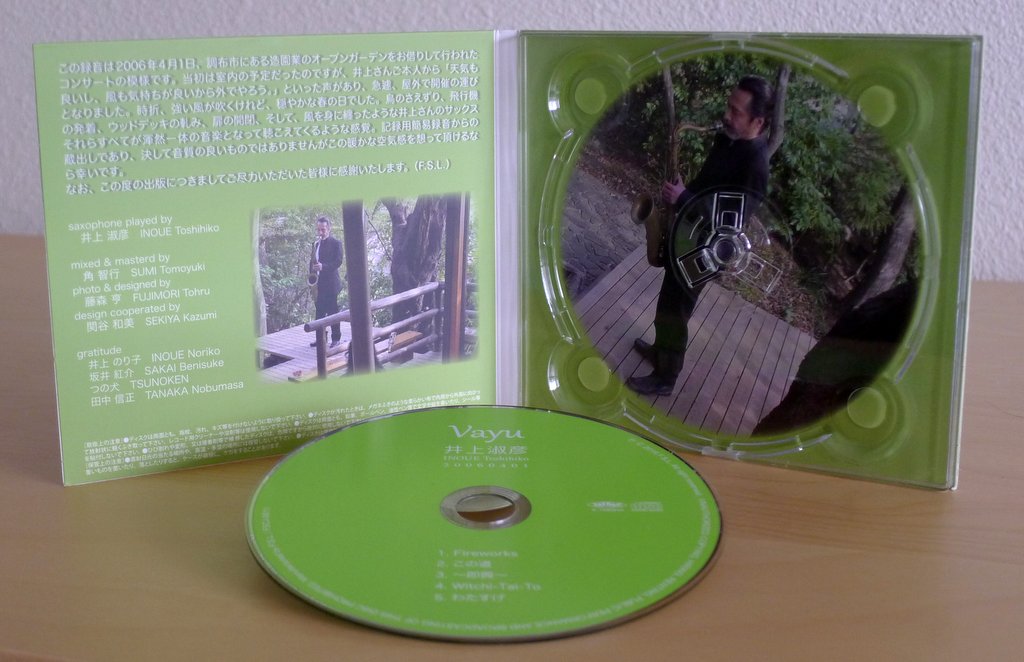 この録音は2006年4月1日、調布市にある造園業のオープンガーデンをお借りして行われた
コンサートの模様です。当初は室内の予定だったのですが、井上さんご本人から「天気も
良いし、風も気持ちが良いから外でやろう。」といった声があり、急遽、屋外で開催の運び
となりました。時折、強い風が吹くけれど、穏やかな春の日でした。鳥のさえずり、飛行機
の発着、ウッドデッキの軋み、扉の開閉、そして、風を身に纏ったような井上さんのサックス
それらすべてが渾然一体の音楽となって聴こえてくるような感覚。記録用簡易録音からの
蔵出しであり、決して音質の良いものではありませんがこの暖かな空気感を想って頂けるな
ら幸いです。
なお、この度の出版につきましてご尽力いただいた皆様に感謝いたします。(F.S.L.)
saxophone played by
井上 淑彦 INOUE Toshihiko
mixed & masterd by
角 智行 SUMI Tomoyuki
photo & designed by
藤森 亨 FUJIMORI Tohru
design cooperated by
関谷 和美 SEKIYA Kazumi
gratitude
井上 のり子 INOUE Noriko
坂井 紅介 SAKAI Benisuke
つの犬 TSUNOKEN
田中 信正 TANAKA Nobumasa
Vayu
井上淑彦
INOUE Toshihiko
20060401
1. Fireworks
2. この道
3. 〜即興〜
4. Witchi-Tai-To
5. わたすげ